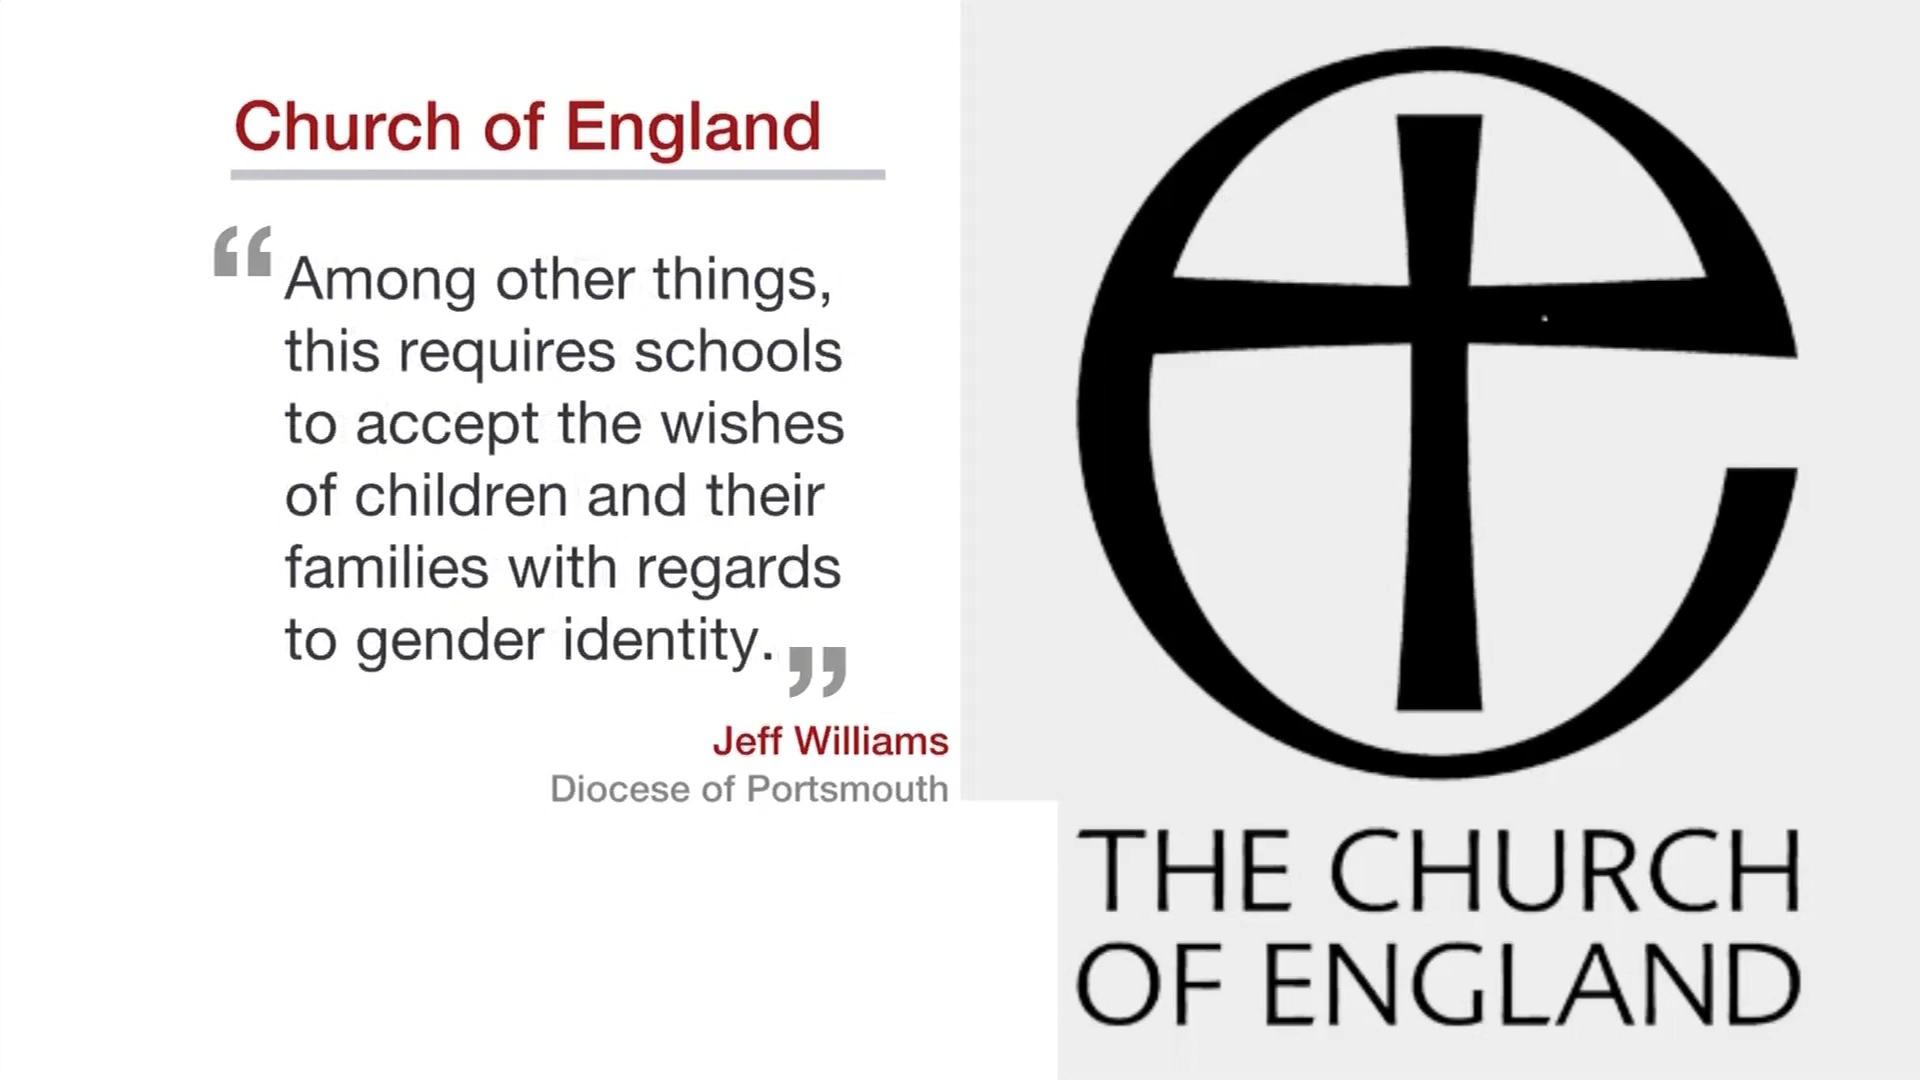 Church of England
“Among other things,
this requires schools
to accept the wishes
of children and their
families with regards
to gender identity.”
Jeff Williams
Diocese of Portsmouth
THE CHURCH
OF ENGLAND